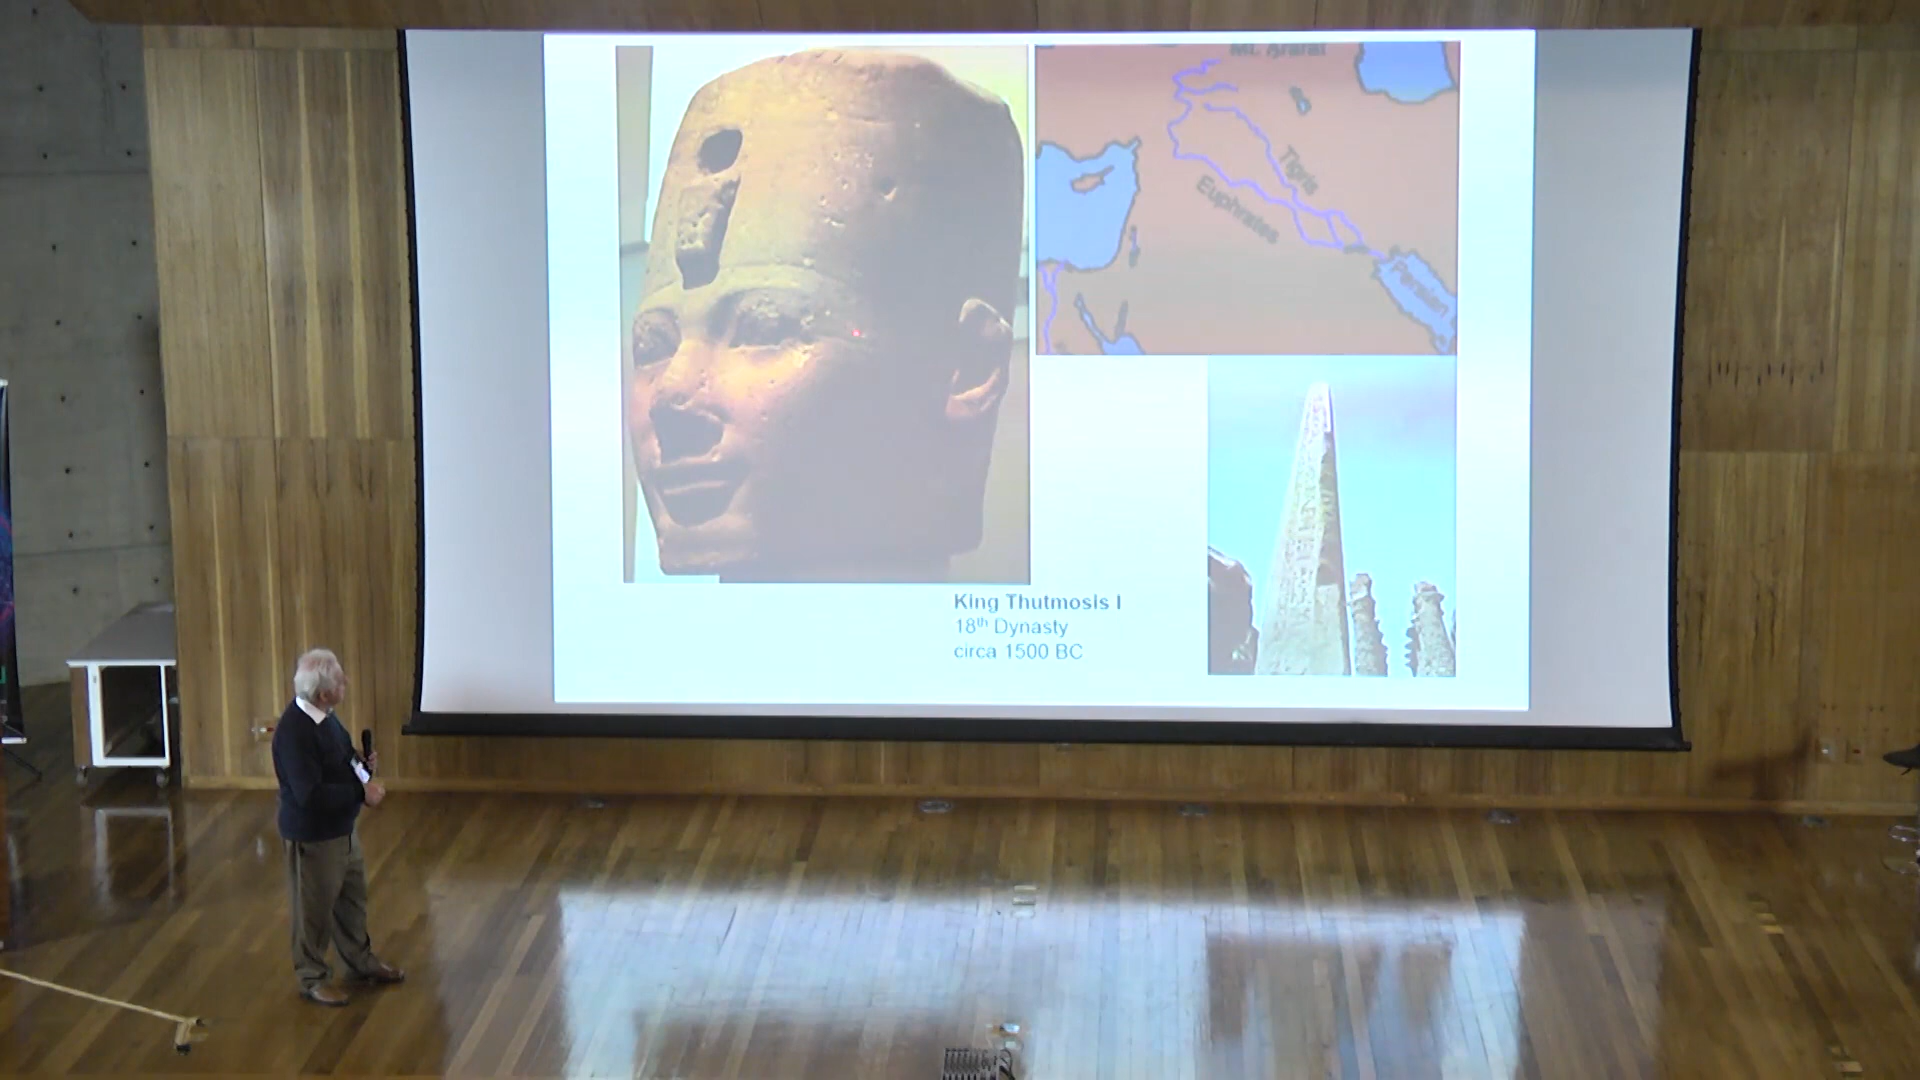 Mt. Ararat
Tigris
Euphrates
Persian
King Thutmosis I
18th Dynasty
circa 1500 BC